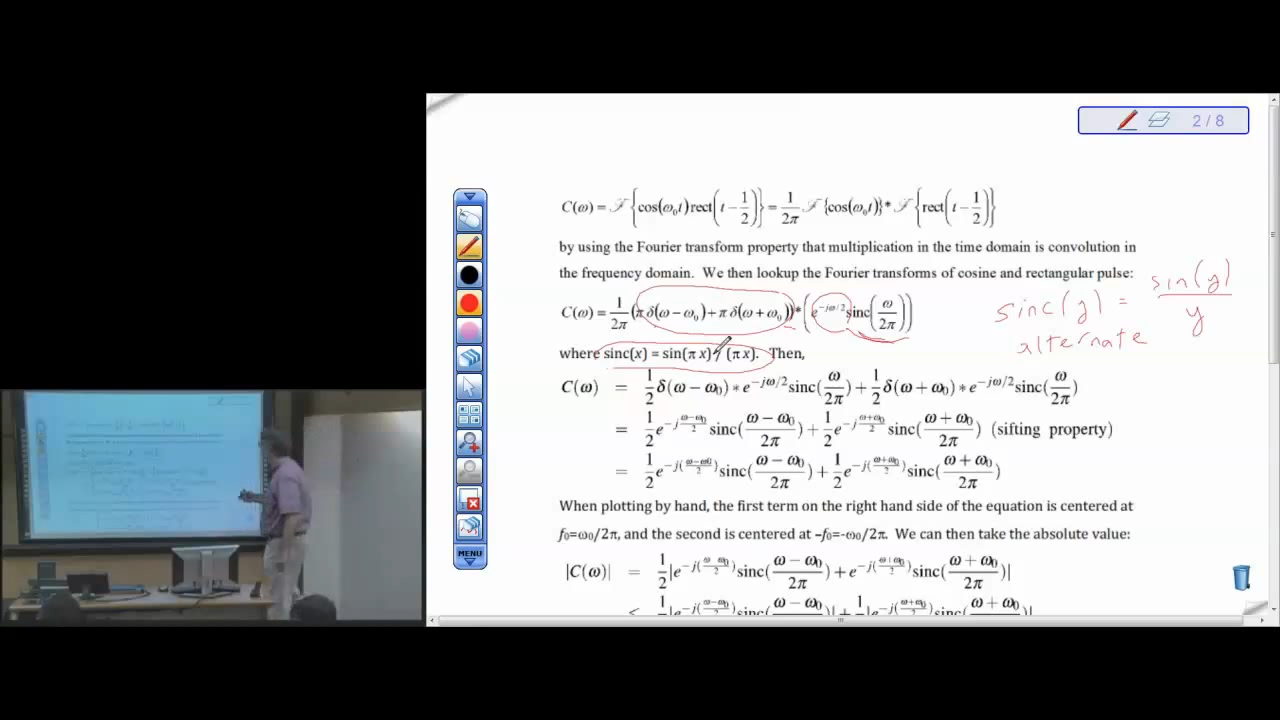 2 / 8
C(ω) = ℱ{cos(ω₀t)rect(t − 1/2)} = 1/2π ℱ{cos(ω₀t)}* ℱ{rect(t − 1/2)}
by using the Fourier transform property that multiplication in the time domain is convolution in
the frequency domain. We then lookup the Fourier transforms of cosine and rectangular pulse:
C(ω) = 1/2π (π δ(ω − ω₀) + π δ(ω + ω₀))*(e^{−jω/2}sinc(ω/2π))
sinc(y) = sin(y)/y
alternate
where sinc(x) = sin(π x) / (π x). Then,
C(ω) = 1/2 δ(ω − ω₀) * e^{−jω/2}sinc(ω/2π) + 1/2 δ(ω + ω₀) * e^{−jω/2}sinc(ω/2π)
= 1/2 e^{−j (ω−ω₀)/2} sinc((ω − ω₀)/2π) + 1/2 e^{−j (ω+ω₀)/2} sinc((ω + ω₀)/2π) (sifting property)
= 1/2 e^{−j((ω−ω0)/2)} sinc((ω − ω₀)/2π) + 1/2 e^{−j((ω+ω₀)/2)} sinc((ω + ω₀)/2π)
When plotting by hand, the first term on the right hand side of the equation is centered at
f0=ω0/2π, and the second is centered at –f0=-ω0/2π. We can then take the absolute value:
|C(ω)| = 1/2 |e^{−j((ω−ω₀)/2)} sinc((ω − ω₀)/2π) + e^{−j((ω+ω₀)/2)} sinc((ω + ω₀)/2π)|
MENU